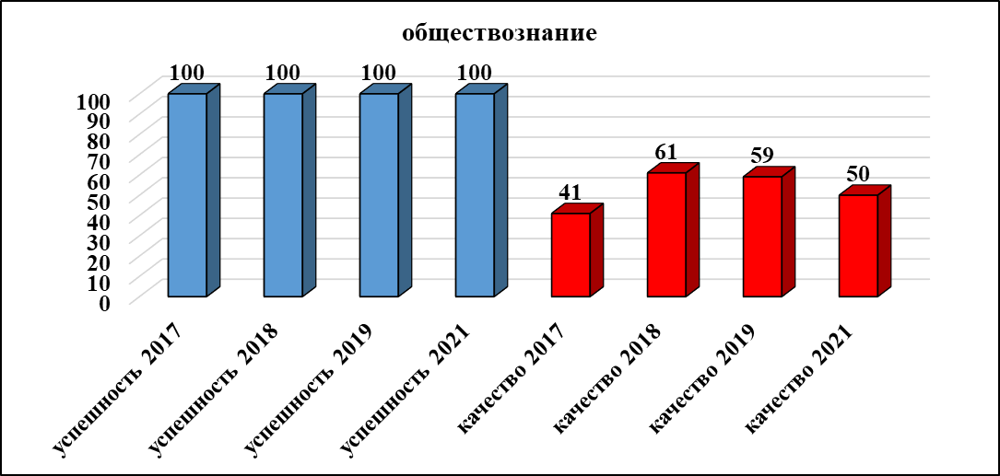 обществознание
100 100 100 100
61 59
50
41
100
90
80
70
60
50
40
30
20
10
0
успешность 2017
успешность 2018
успешность 2019
успешность 2021
качество 2017
качество 2018
качество 2019
качество 2021